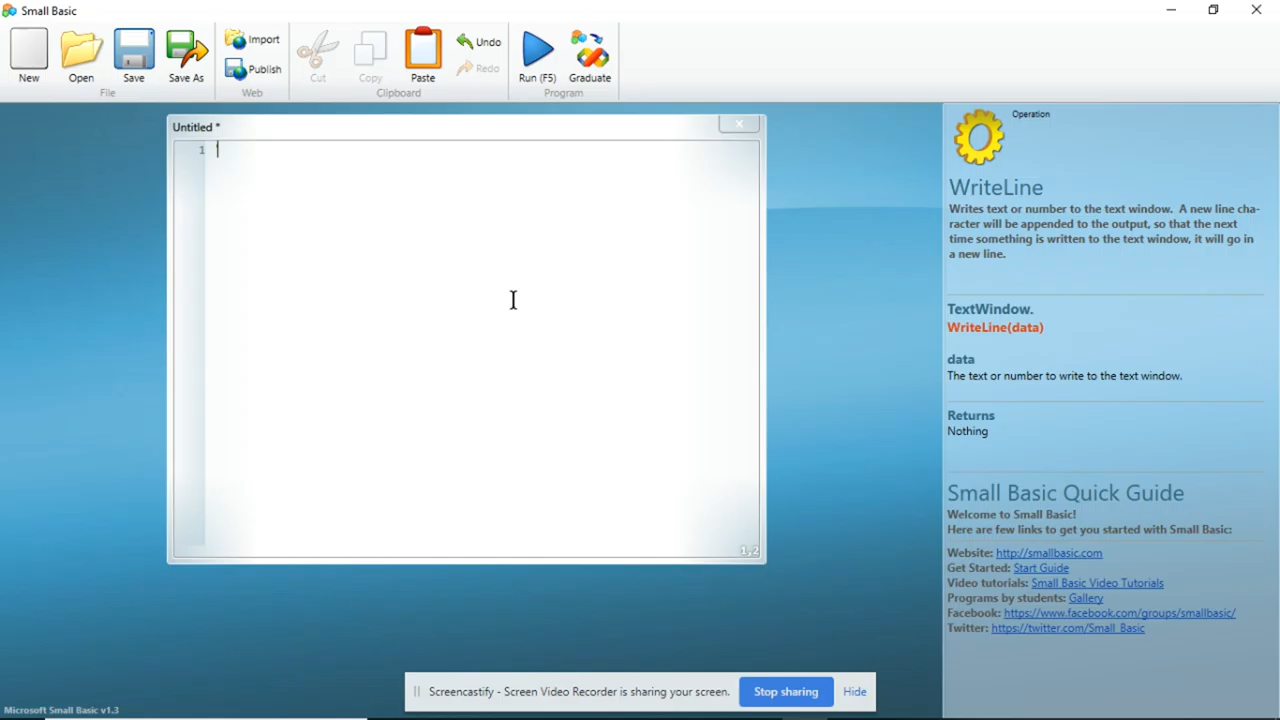 Small Basic
New
Open
Save
Save As
File
Import
Publish
Web
Cut
Copy
Paste
Undo
Redo
Clipboard
Run (F5)
Graduate
Program
Untitled *
1 '
1,2
Operation
WriteLine
Writes text or number to the text window. A new line cha-
racter will be appended to the output, so that the next
time something is written to the text window, it will go in
a new line.
TextWindow.
WriteLine(data)
data
The text or number to write to the text window.
Returns
Nothing
Small Basic Quick Guide
Welcome to Small Basic!
Here are few links to get you started with Small Basic:
Website: http://smallbasic.com
Get Started: Start Guide
Video tutorials: Small Basic Video Tutorials
Programs by students: Gallery
Facebook: https://www.facebook.com/groups/smallbasic/
Twitter: https://twitter.com/Small_Basic
Screencastify - Screen Video Recorder is sharing your screen.
Stop sharing
Hide
Microsoft Small Basic v1.3